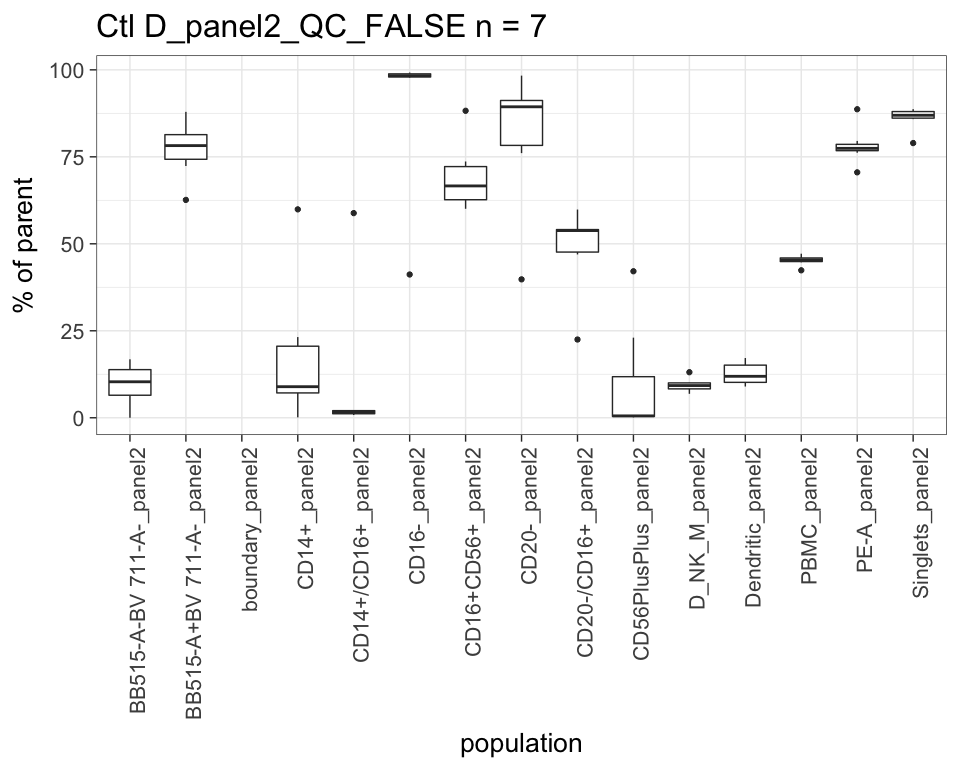 Ctl D_panel2_QC_FALSE n = 7
100
75
50
25
0
% of parent
BB515-A-BV 711-A-_panel2
BB515-A+BV 711-A-_panel2
boundary_panel2
CD14+_panel2
CD14+/CD16+_panel2
CD16-_panel2
CD16+CD56+_panel2
CD20-_panel2
CD20-/CD16+_panel2
CD56PlusPlus_panel2
D_NK_M_panel2
Dendritic_panel2
PBMC_panel2
PE-A_panel2
Singlets_panel2
population